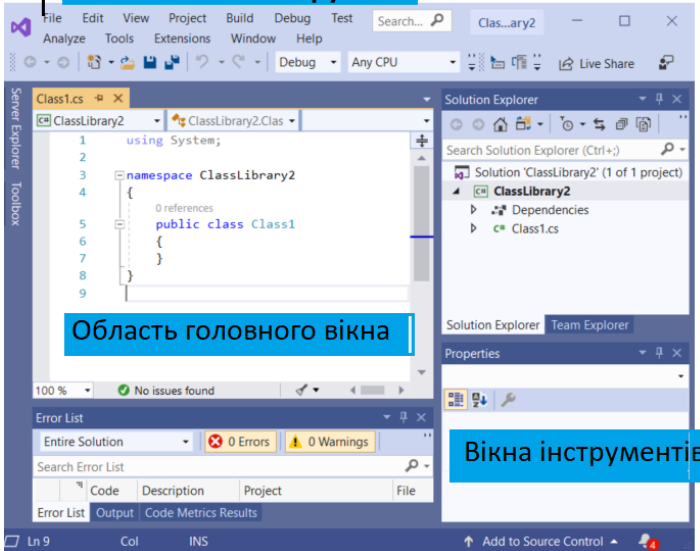 File Edit View Project Build Debug Test Search... Clas...ary2
Analyze Tools Extensions Window Help
Debug Any CPU Live Share
Server Explorer
Toolbox
Class1.cs
ClassLibrary2 ClassLibrary2.Clas
1 using System;
2
3 namespace ClassLibrary2
4 {
0 references
5 public class Class1
6 {
7 }
8 }
9
Область головного вікна
100 % No issues found
Solution Explorer
Search Solution Explorer (Ctrl+;)
Solution 'ClassLibrary2' (1 of 1 project)
ClassLibrary2
Dependencies
C# Class1.cs
Solution Explorer Team Explorer
Properties
Вікна інструментів
Error List
Entire Solution 0 Errors 0 Warnings
Search Error List
Code Description Project File
Error List Output Code Metrics Results
Ln 9 Col INS Add to Source Control 4